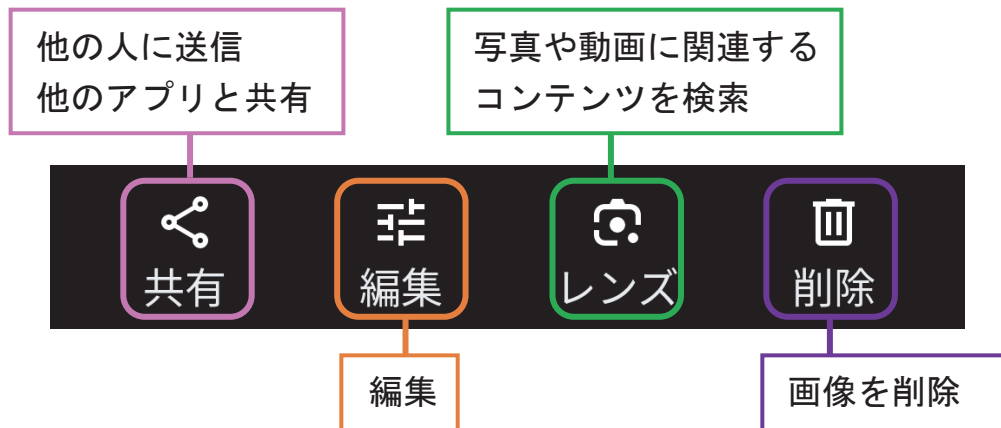 他の人に送信
他のアプリと共有
写真や動画に関連する
コンテンツを検索
共有
編集
レンズ
削除
編集
画像を削除